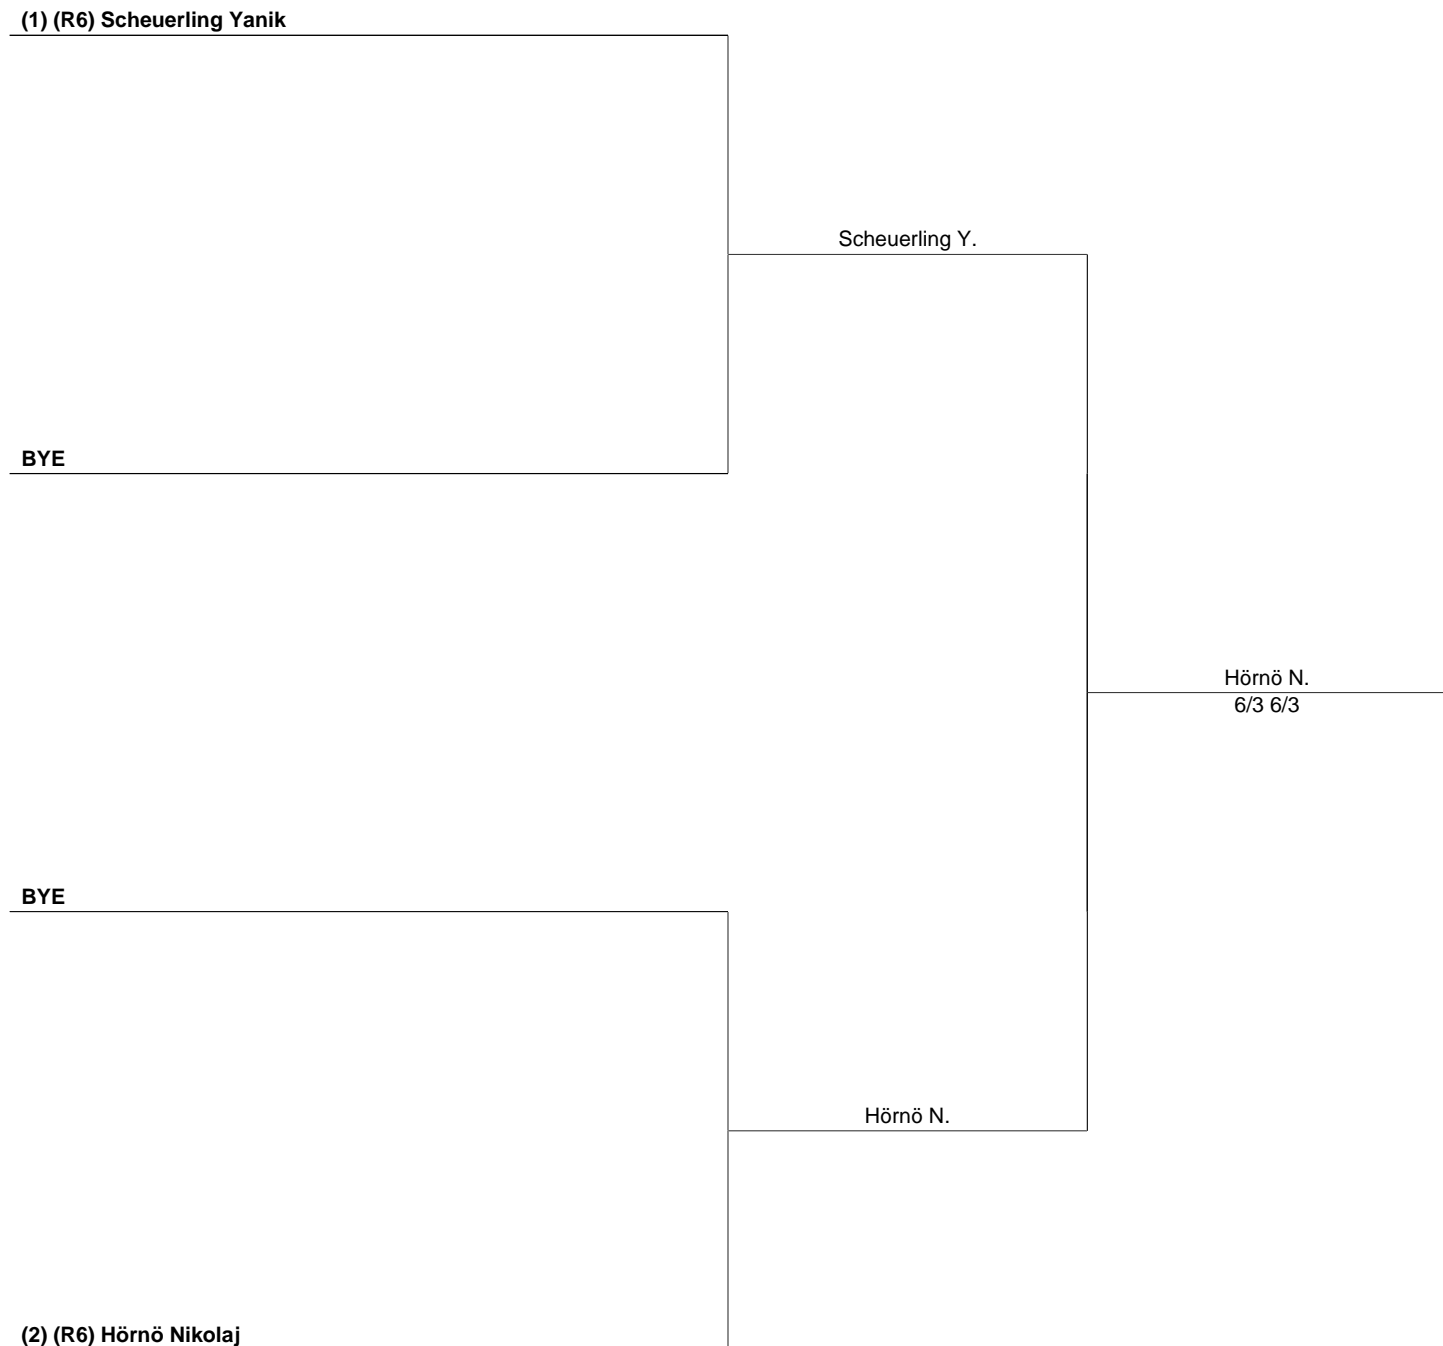 (1) (R6) Scheuerling Yanik
Scheuerling Y.
BYE
Hörnö N.
6/3 6/3
BYE
Hörnö N.
(2) (R6) Hörnö Nikolaj